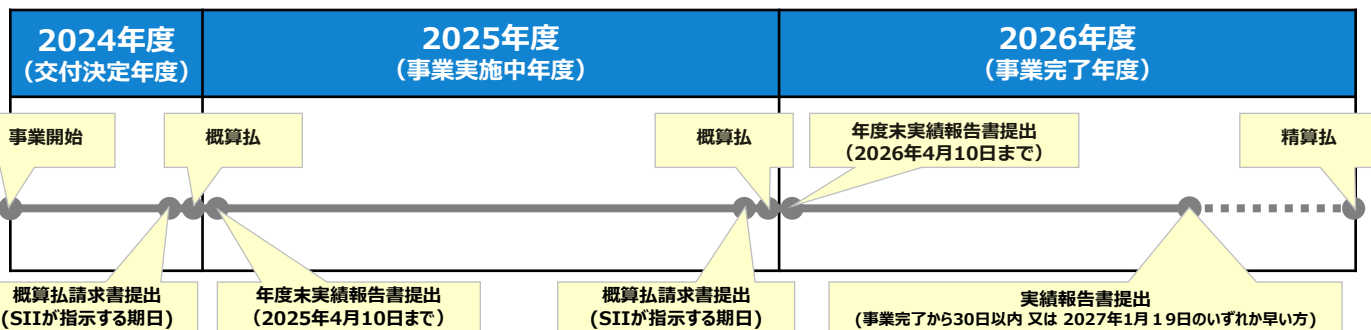 2024年度
(交付決定年度)
2025年度
(事業実施中年度)
2026年度
(事業完了年度)
事業開始
概算払
概算払
年度末実績報告書提出
(2026年4月10日まで)
精算払
概算払請求書提出
(SIIが指示する期日)
年度末実績報告書提出
(2025年4月10日まで)
概算払請求書提出
(SIIが指示する期日)
実績報告書提出
(事業完了から30日以内 又は 2027年1月19日のいずれか早い方)